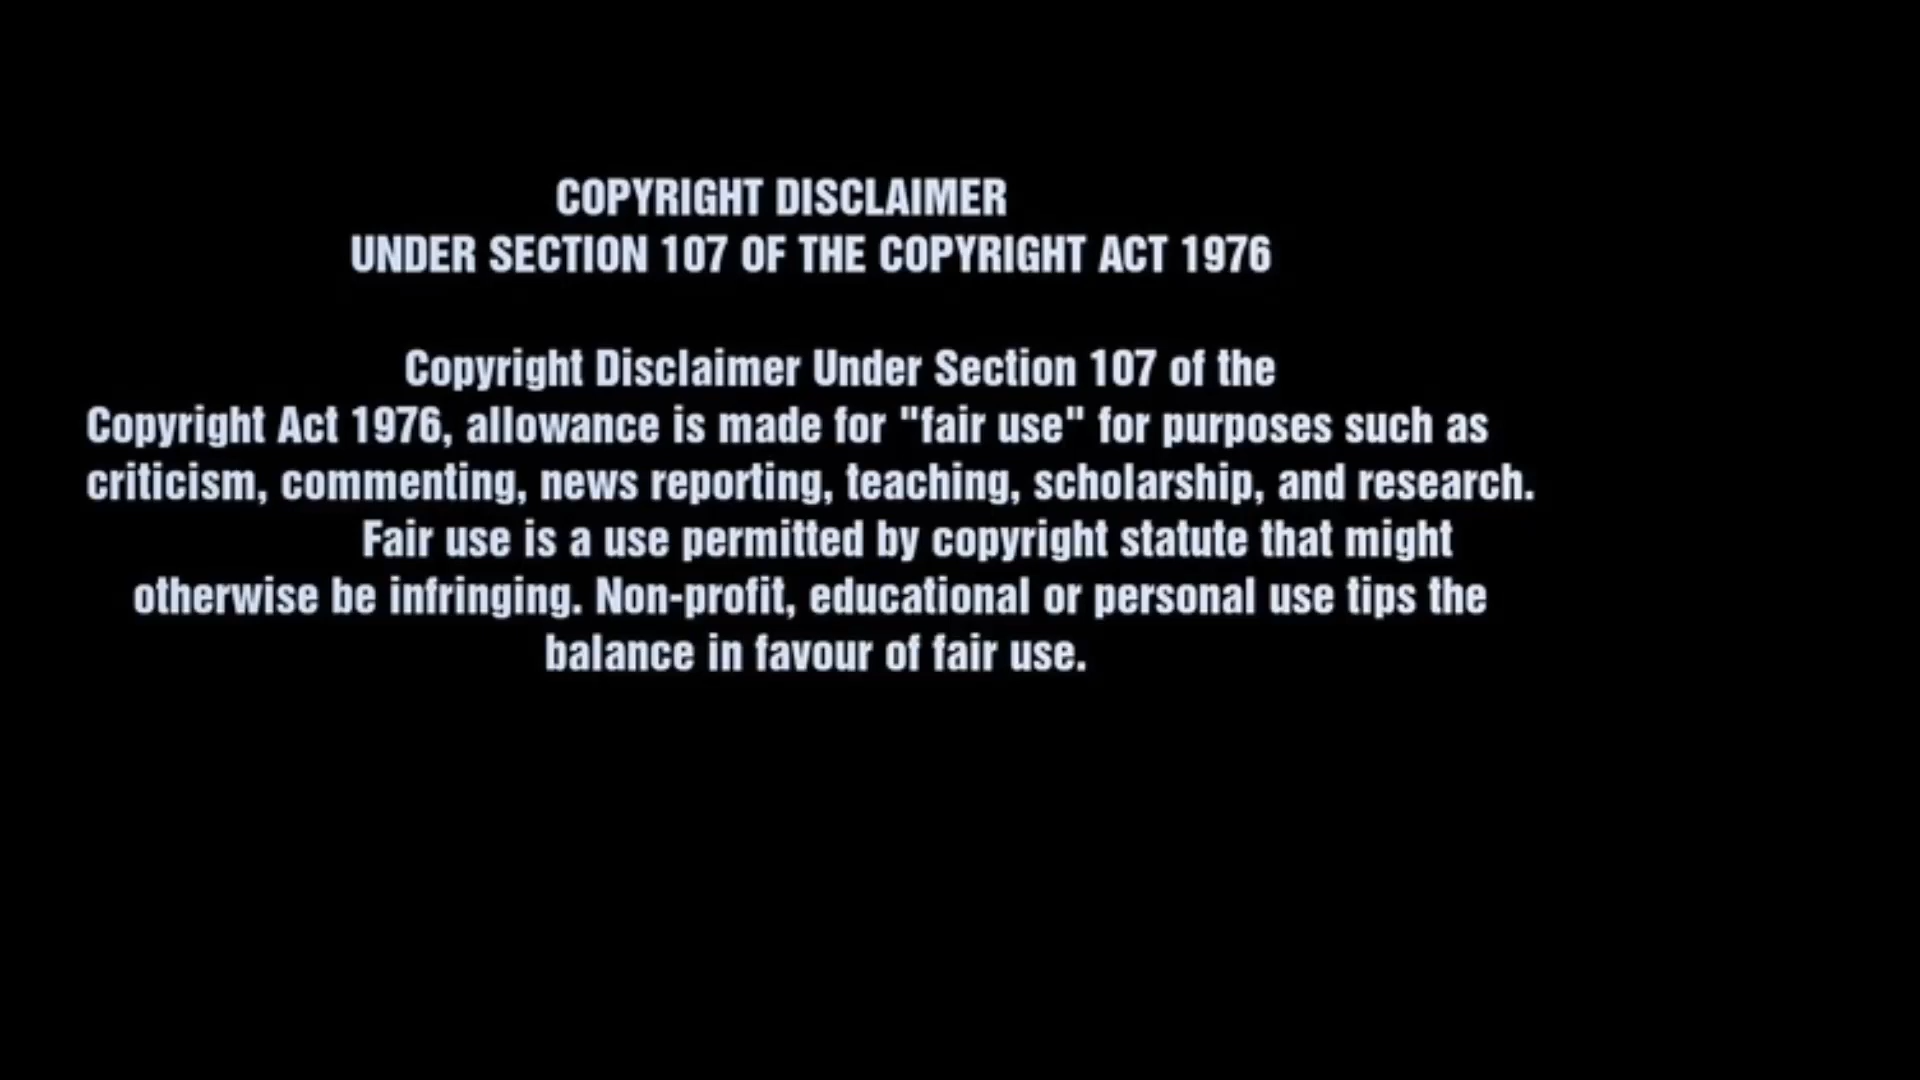 COPYRIGHT DISCLAIMER
UNDER SECTION 107 OF THE COPYRIGHT ACT 1976
Copyright Disclaimer Under Section 107 of the
Copyright Act 1976, allowance is made for "fair use" for purposes such as
criticism, commenting, news reporting, teaching, scholarship, and research.
Fair use is a use permitted by copyright statute that might
otherwise be infringing. Non-profit, educational or personal use tips the
balance in favour of fair use.